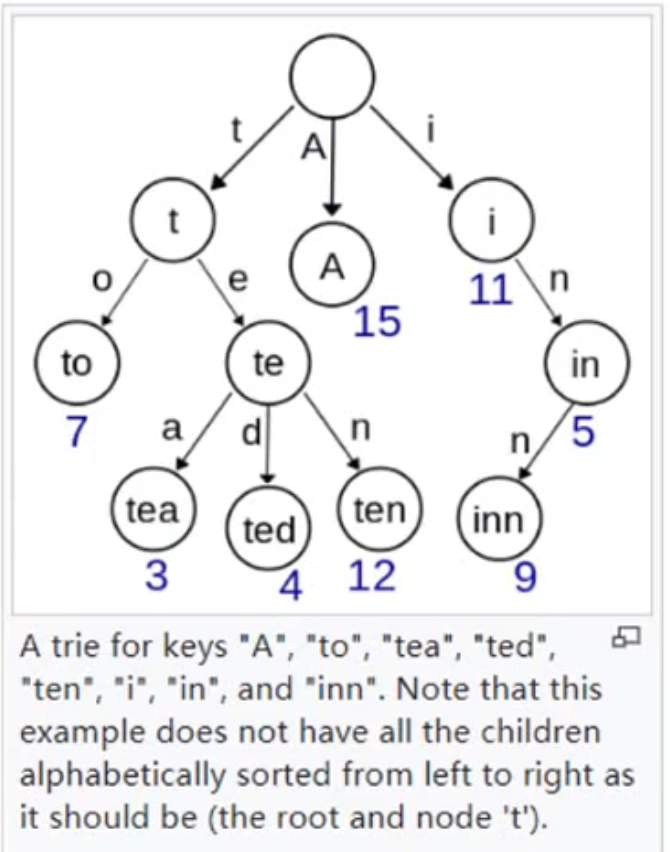 t A i
t A i
15 11
o e n
to te in
7 5
a d n n
tea ted ten inn
3 4 12 9
A trie for keys "A", "to", "tea", "ted",
"ten", "i", "in", and "inn". Note that this
example does not have all the children
alphabetically sorted from left to right as
it should be (the root and node 't').